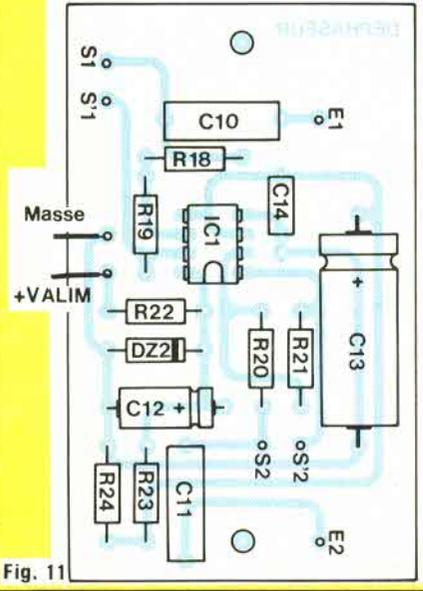 DEPHASEUR
S1
S'1
E1
C10
R18
C14
R19
IC1
Masse
+VALIM
+
C13
R22
DZ2
R20
R21
C12 +
S2
S'2
R24
R23
C11
E2
Fig. 11